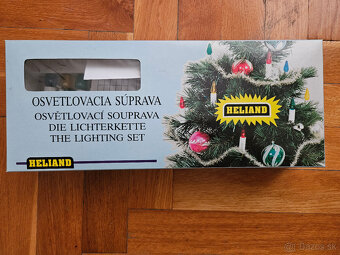 OSVETLOVACIA SÚPRAVA
OSVĚTLOVACÍ SOUPRAVA
DIE LICHTERKETTE
THE LIGHTING SET
HELIAND
HELIAND